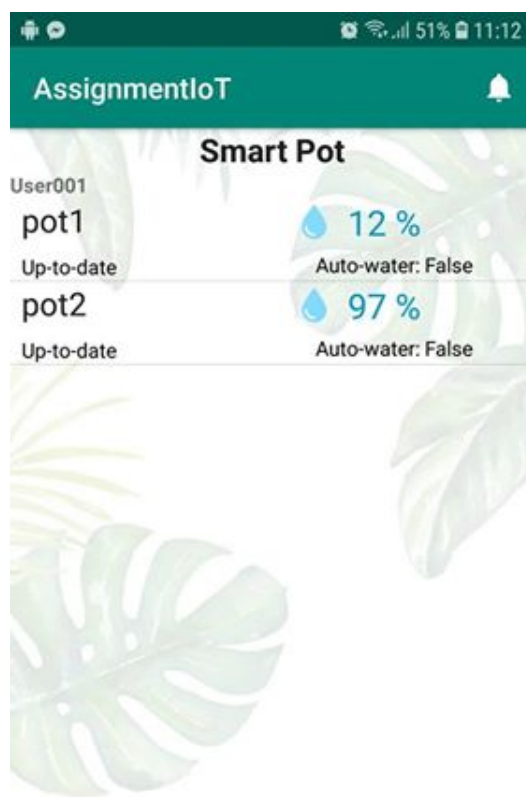 51% 11:12
AssignmentIoT
Smart Pot
User001
pot1 12 %
Up-to-date Auto-water: False
pot2 97 %
Up-to-date Auto-water: False